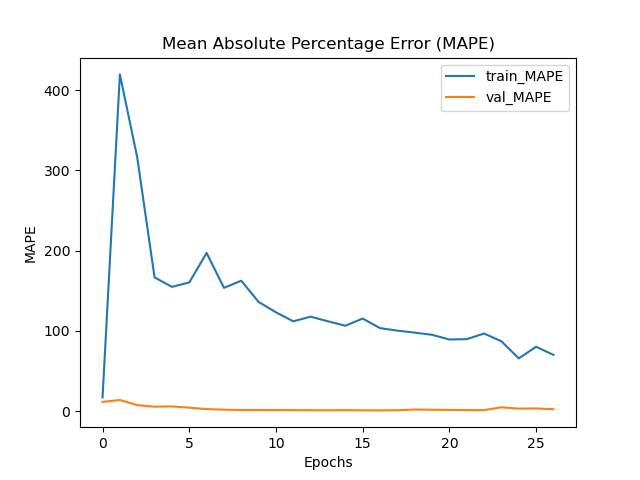 Mean Absolute Percentage Error (MAPE)
train_MAPE
val_MAPE
400
300
200
100
0
MAPE
0 5 10 15 20 25
Epochs